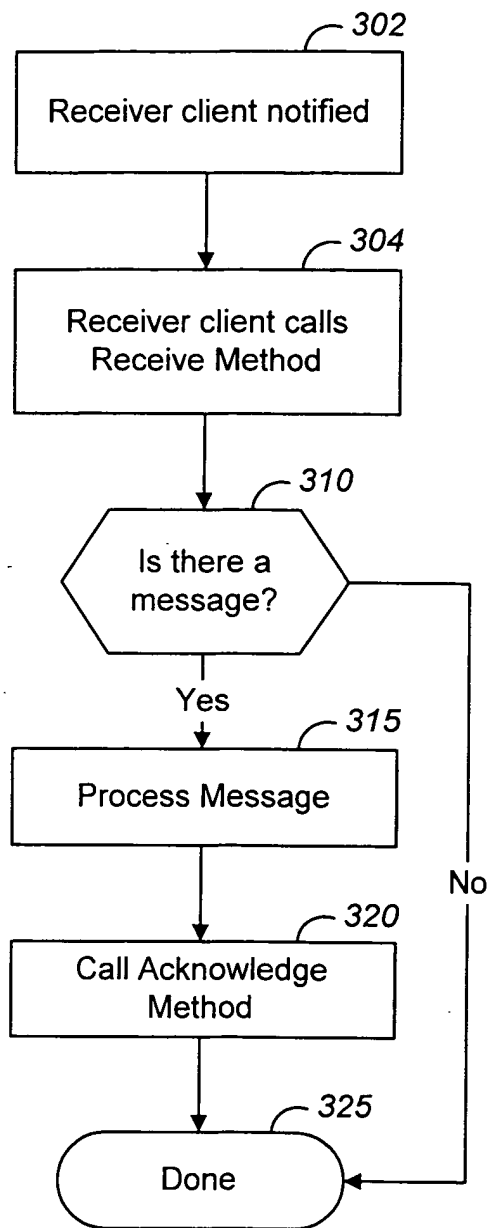 302
Receiver client notified
304
Receiver client calls
Receive Method
310
Is there a
message?
Yes
315
Process Message
No
320
Call Acknowledge
Method
325
Done